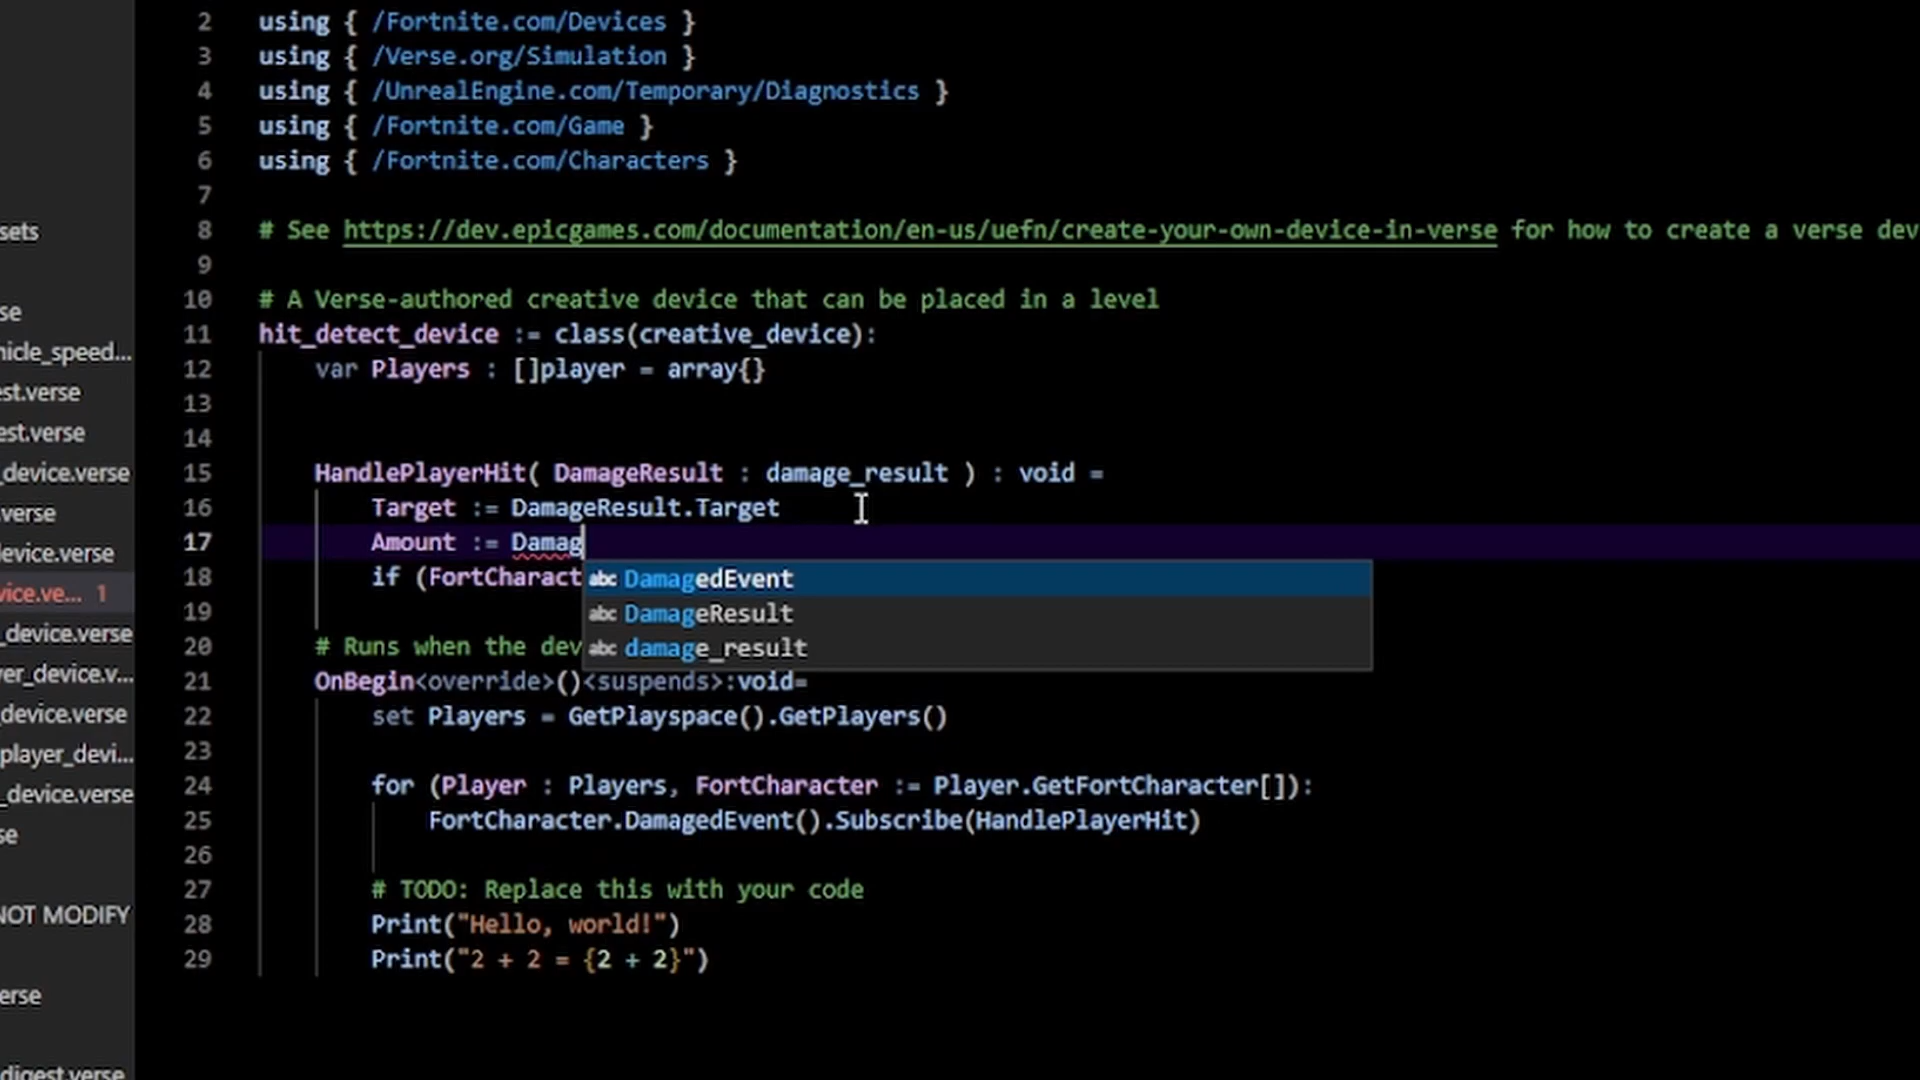 2 using { /Fortnite.com/Devices }
3 using { /Verse.org/Simulation }
4 using { /UnrealEngine.com/Temporary/Diagnostics }
5 using { /Fortnite.com/Game }
6 using { /Fortnite.com/Characters }
7
8 # See https://dev.epicgames.com/documentation/en-us/uefn/create-your-own-device-in-verse for how to create a verse dev
9
10 # A Verse-authored creative device that can be placed in a level
11 hit_detect_device := class(creative_device):
12 var Players : []player = array{}
13
14
15 HandlePlayerHit( DamageResult : damage_result ) : void =
16 Target := DamageResult.Target
17 Amount := Damag
18 if (FortCharact
abc DamagedEvent
abc DamageResult
abc damage_result
19
20 # Runs when the dev
21 OnBegin<override>()<suspends>:void=
22 set Players = GetPlayspace().GetPlayers()
23
24 for (Player : Players, FortCharacter := Player.GetFortCharacter[]):
25 FortCharacter.DamagedEvent().Subscribe(HandlePlayerHit)
26
27 # TODO: Replace this with your code
28 Print("Hello, world!")
29 Print("2 + 2 = {2 + 2}")
sets
se
nicle_speed...
est.verse
est.verse
_device.verse
.verse
device.verse
vice.ve... 1
_device.verse
er_device.v...
_device.verse
player_devi...
_device.verse
se
NOT MODIFY
erse
digest.verse